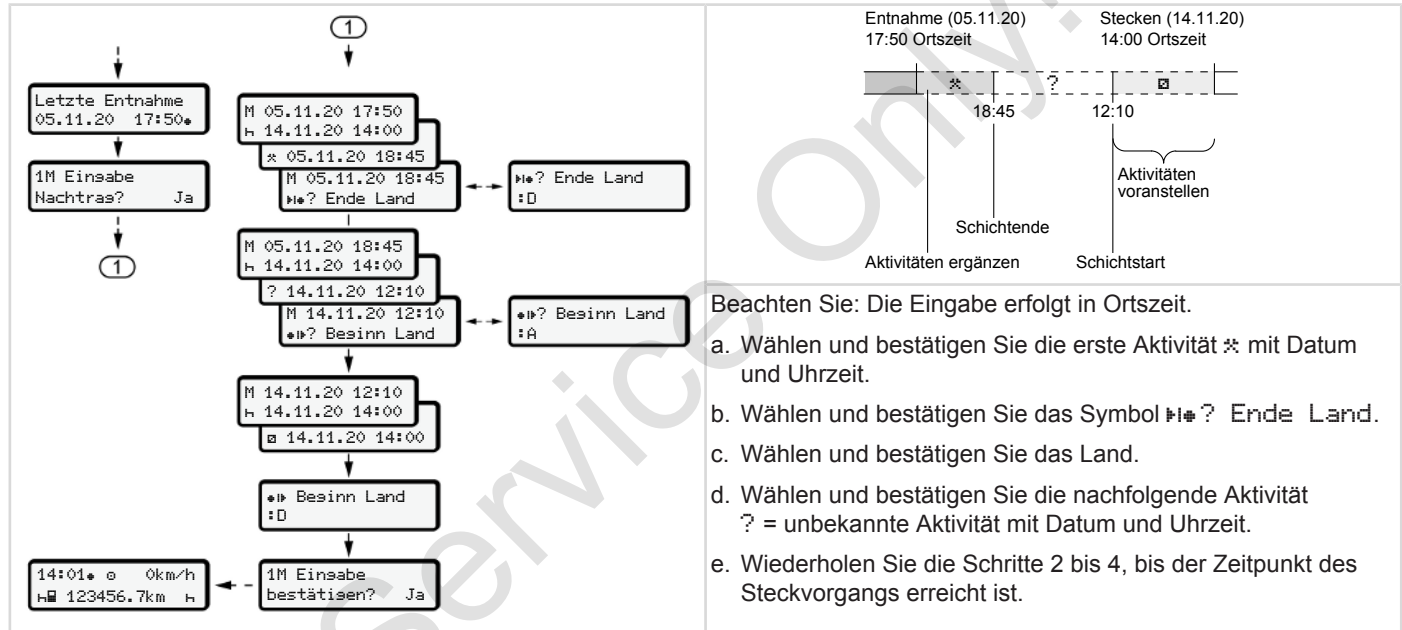 1
Letzte Entnahme
05.11.20 17:50
1M Eingabe
Nachtrag? Ja
1
M 05.11.20 17:50
14.11.20 14:00
05.11.20 18:45
M 05.11.20 18:45
? Ende Land
? Ende Land
:D
M 05.11.20 18:45
14.11.20 14:00
? 14.11.20 12:10
M 14.11.20 12:10
? Beginn Land
? Beginn Land
:A
M 14.11.20 12:10
14.11.20 14:00
14.11.20 14:00
Beginn Land
:D
1M Eingabe
bestätigen? Ja
14:01 0km/h
123456.7km
Entnahme (05.11.20)
17:50 Ortszeit
Stecken (14.11.20)
14:00 Ortszeit
?
18:45
12:10
Aktivitäten
voranstellen
Schichtende
Aktivitäten ergänzen
Schichtstart
Beachten Sie: Die Eingabe erfolgt in Ortszeit.
a. Wählen und bestätigen Sie die erste Aktivität mit Datum
und Uhrzeit.
b. Wählen und bestätigen Sie das Symbol ? Ende Land.
c. Wählen und bestätigen Sie das Land.
d. Wählen und bestätigen Sie die nachfolgende Aktivität
? = unbekannte Aktivität mit Datum und Uhrzeit.
e. Wiederholen Sie die Schritte 2 bis 4, bis der Zeitpunkt des
Steckvorgangs erreicht ist.
Service Only!